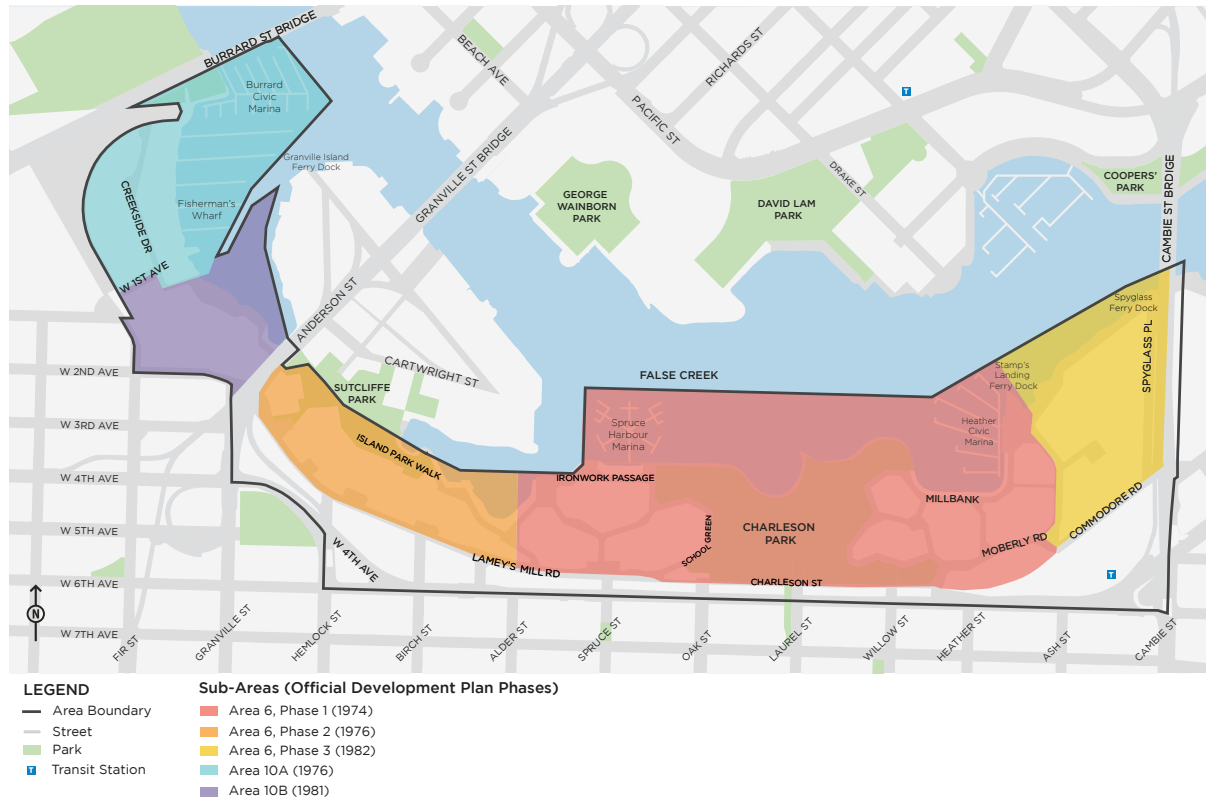 BURRARD ST BRIDGE
BEACH AVE
RICHARDS ST
Burrard
Civic
Marina
PACIFIC ST
T
Granville Island
Ferry Dock
GRANVILLE ST BRIDGE
DRAKE ST
COOPERS'
PARK
CAMBIE ST BRDIGE
CREEKSIDE DR
Fisherman's
Wharf
GEORGE
WAINBORN
PARK
DAVID LAM
PARK
W 1ST AVE
ANDERSON ST
Spyglass
Ferry Dock
SPYGLASS PL
W 2ND AVE
CARTWRIGHT ST
SUTCLIFFE
PARK
FALSE CREEK
Stamp's
Landing
Ferry Dock
W 3RD AVE
Spruce
Harbour
Marina
Heather
Civic
Marina
ISLAND PARK WALK
W 4TH AVE
IRONWORK PASSAGE
MILLBANK
COMMODORE RD
W 5TH AVE
W 4TH AVE
SCHOOL GREEN
CHARLESON
PARK
MOBERLY RD
LAMEY'S MILL RD
W 6TH AVE
CHARLESON ST
T
N
W 7TH AVE
FIR ST
GRANVILLE ST
HEMLOCK ST
BIRCH ST
ALDER ST
SPRUCE ST
OAK ST
LAUREL ST
WILLOW ST
HEATHER ST
ASH ST
CAMBIE ST
LEGEND
Area Boundary
Street
Park
T Transit Station
Sub-Areas (Official Development Plan Phases)
Area 6, Phase 1 (1974)
Area 6, Phase 2 (1976)
Area 6, Phase 3 (1982)
Area 10A (1976)
Area 10B (1981)